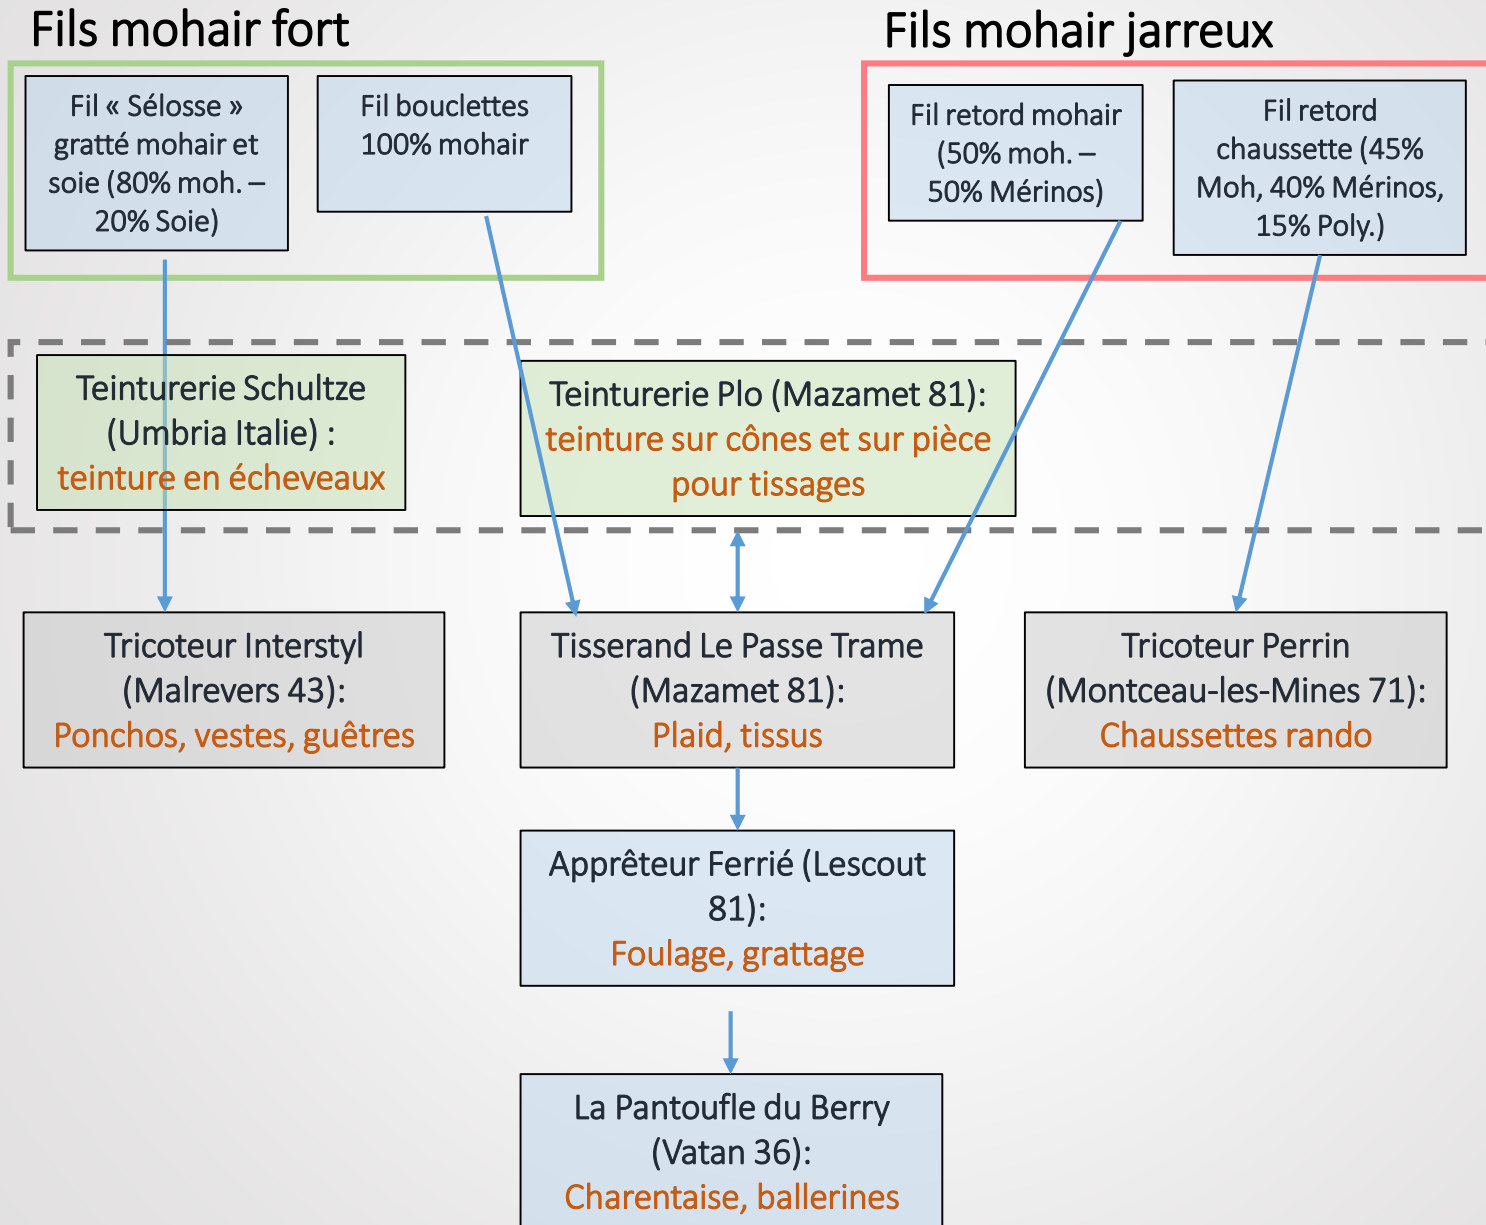 Fils mohair fort
Fils mohair jarreux
Fil « Sélosse »
gratté mohair et
soie (80% moh. –
20% Soie)
Fil bouclettes
100% mohair
Fil retord mohair
(50% moh. –
50% Mérinos)
Fil retord
chaussette (45%
Moh, 40% Mérinos,
15% Poly.)
Teinturerie Schultze
(Umbria Italie) :
teinture en écheveaux
Teinturerie Plo (Mazamet 81):
teinture sur cônes et sur pièce
pour tissages
Tricoteur Interstyl
(Malrevers 43):
Ponchos, vestes, guêtres
Tisserand Le Passe Trame
(Mazamet 81):
Plaid, tissus
Tricoteur Perrin
(Montceau-les-Mines 71):
Chaussettes rando
Apprêteur Ferrié (Lescout
81):
Foulage, grattage
La Pantoufle du Berry
(Vatan 36):
Charentaise, ballerines